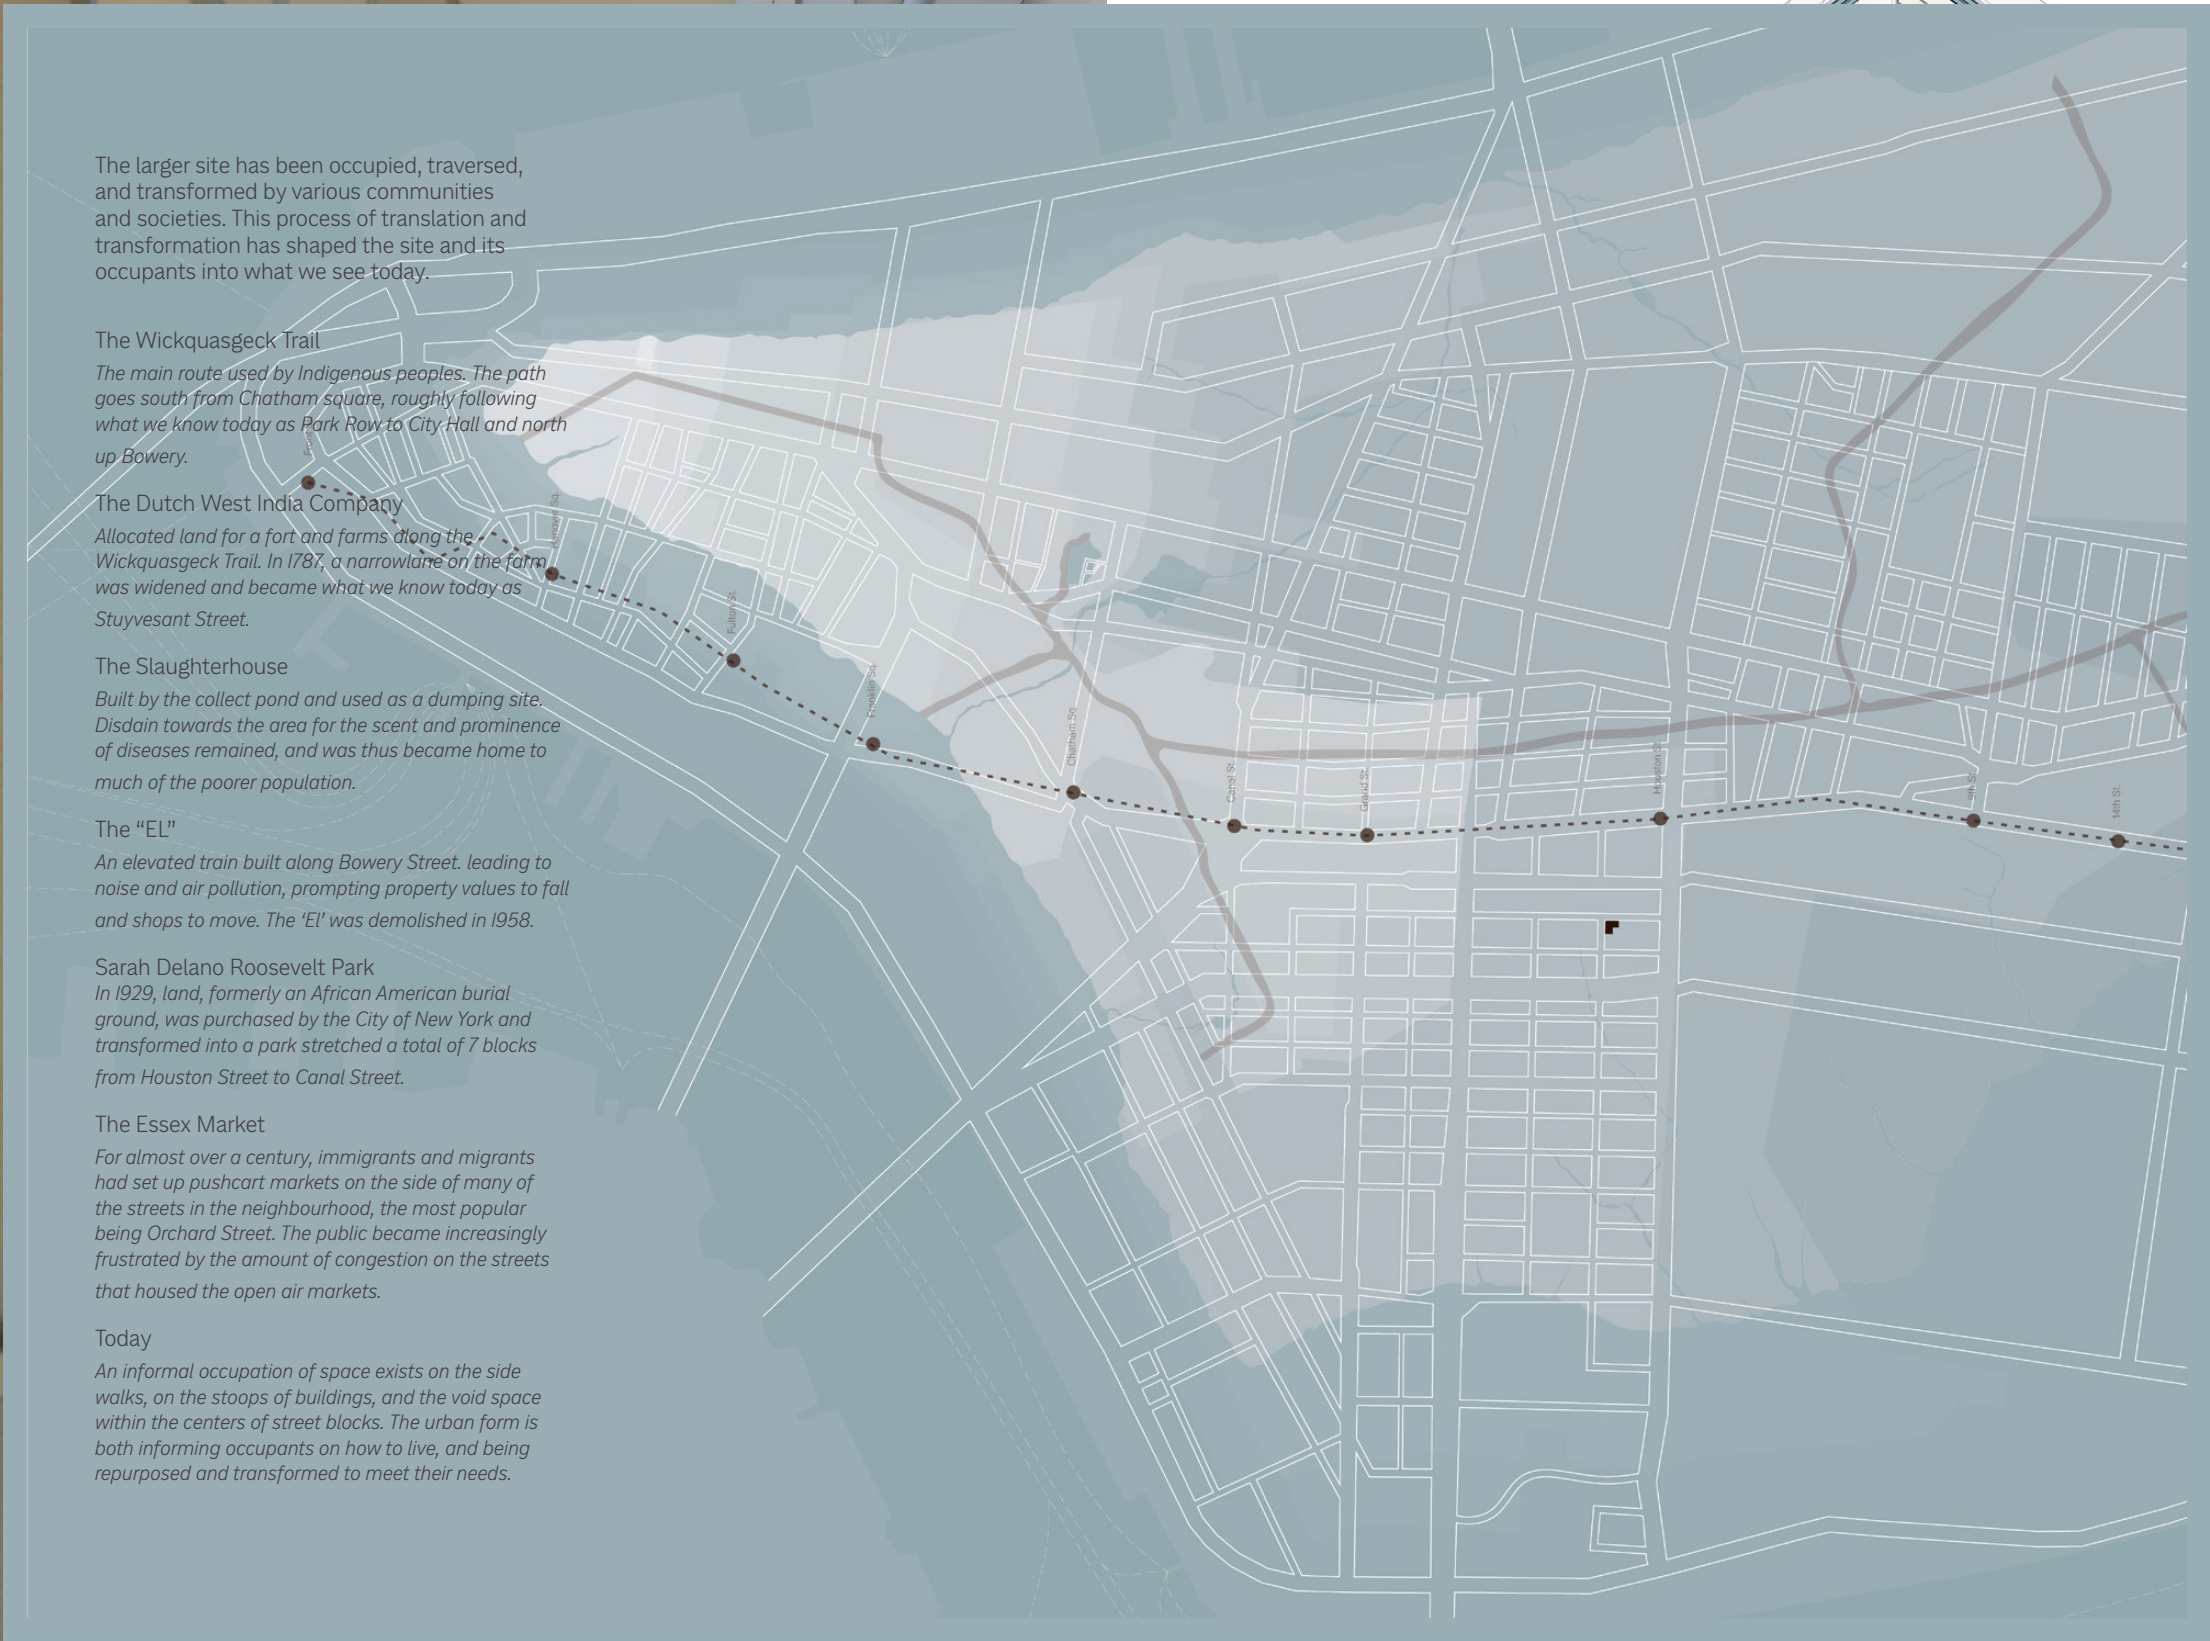 The larger site has been occupied, traversed,
and transformed by various communities
and societies. This process of translation and
transformation has shaped the site and its
occupants into what we see today.
The Wickquasgeck Trail
The main route used by Indigenous peoples. The path
goes south from Chatham square, roughly following
what we know today as Park Row to City Hall and north
up Bowery.
The Dutch West India Company
Allocated land for a fort and farms along the
Wickquasgeck Trail. In 1787, a narrowlane on the farm
was widened and became what we know today as
Stuyvesant Street.
The Slaughterhouse
Built by the collect pond and used as a dumping site.
Disdain towards the area for the scent and prominence
of diseases remained, and was thus became home to
much of the poorer population.
The “EL”
An elevated train built along Bowery Street. leading to
noise and air pollution, prompting property values to fall
and shops to move. The ‘El’ was demolished in 1958.
Sarah Delano Roosevelt Park
In 1929, land, formerly an African American burial
ground, was purchased by the City of New York and
transformed into a park stretched a total of 7 blocks
from Houston Street to Canal Street.
The Essex Market
For almost over a century, immigrants and migrants
had set up pushcart markets on the side of many of
the streets in the neighbourhood, the most popular
being Orchard Street. The public became increasingly
frustrated by the amount of congestion on the streets
that housed the open air markets.
Today
An informal occupation of space exists on the side
walks, on the stoops of buildings, and the void space
within the centers of street blocks. The urban form is
both informing occupants on how to live, and being
repurposed and transformed to meet their needs.
Hanover Sq.
Fulton St.
Franklin Sq.
Chatham Sq.
Canal St.
Grand St.
Houston St.
9th St.
14th St.